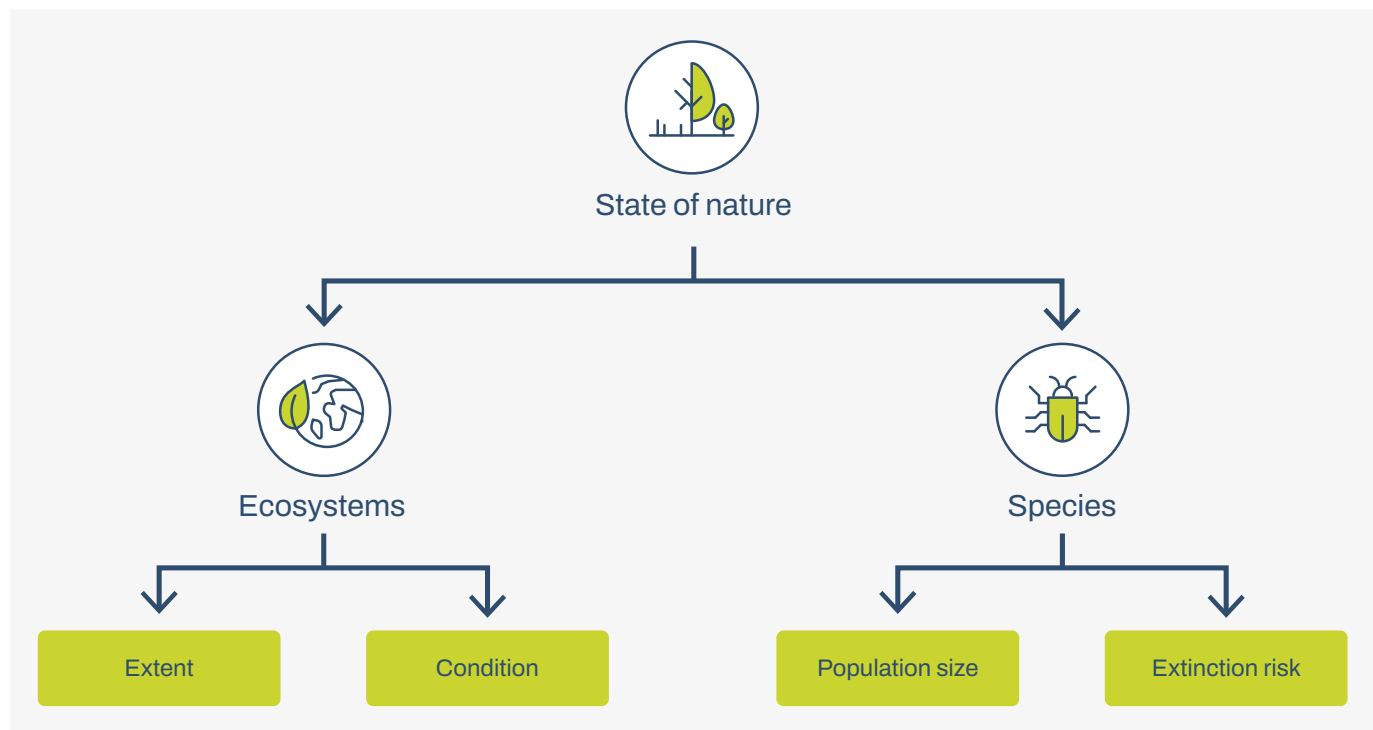 State of nature
Ecosystems
Species
Extent
Condition
Population size
Extinction risk